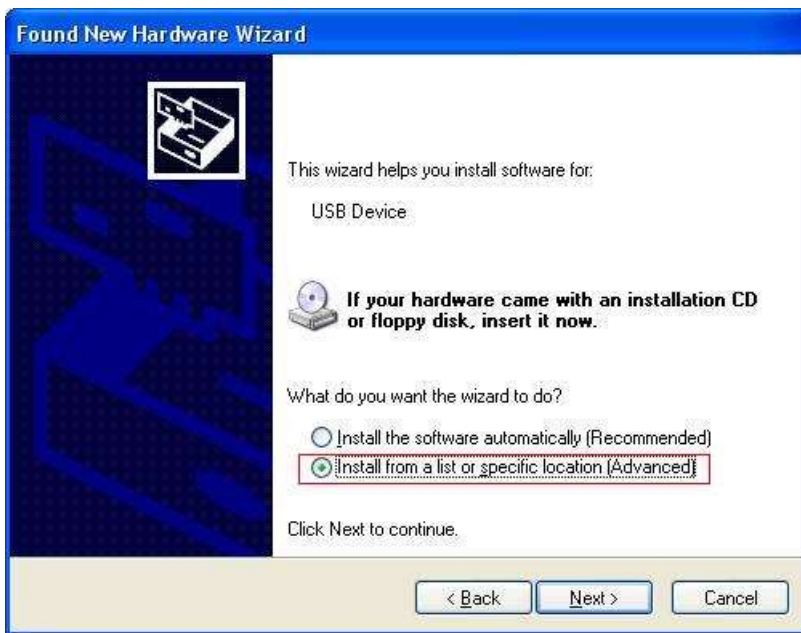 Found New Hardware Wizard
This wizard helps you install software for:
USB Device
If your hardware came with an installation CD
or floppy disk, insert it now.
What do you want the wizard to do?
Install the software automatically (Recommended)
Install from a list or specific location (Advanced)
Click Next to continue.
< Back
Next >
Cancel